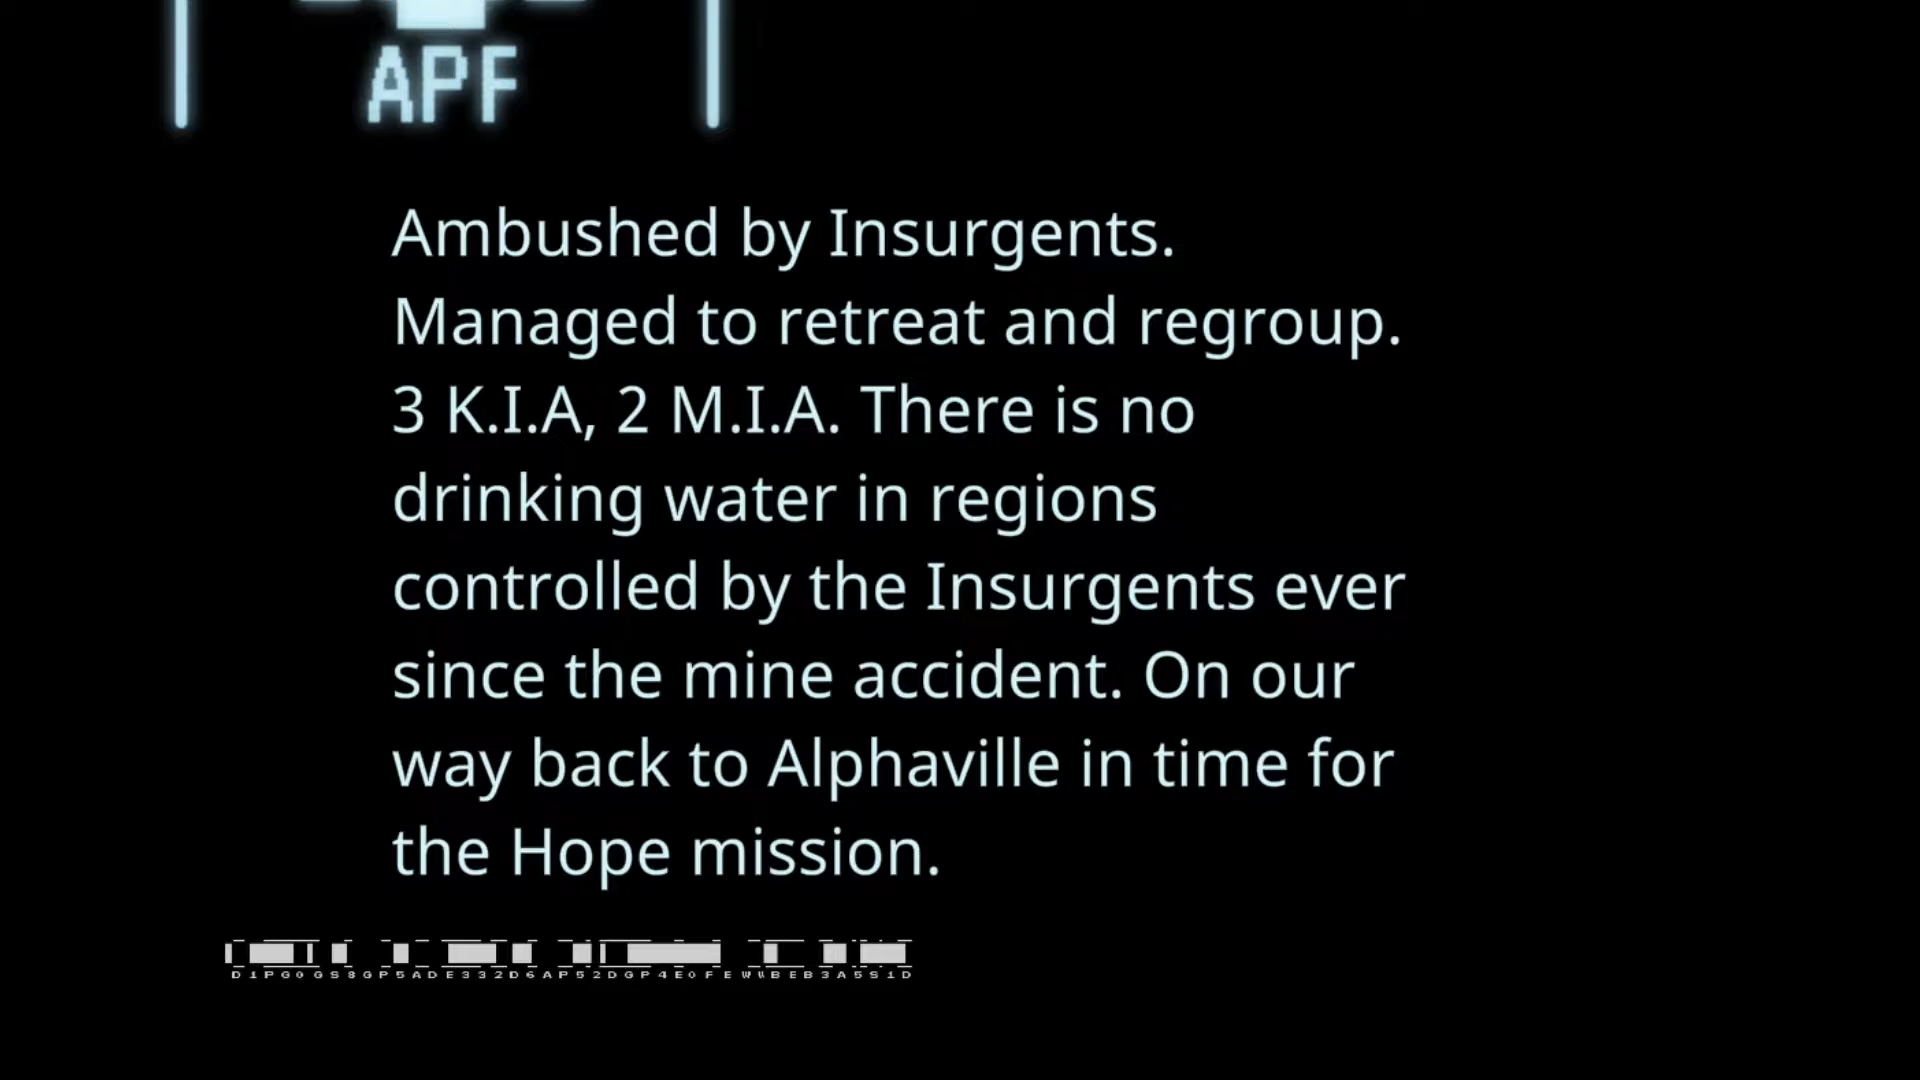 APF
Ambushed by Insurgents.
Managed to retreat and regroup.
3 K.I.A, 2 M.I.A. There is no
drinking water in regions
controlled by the Insurgents ever
since the mine accident. On our
way back to Alphaville in time for
the Hope mission.
D1PG0GS8GP5ADE332D6AP52DGP4E0FEWWBEB3A5S1D